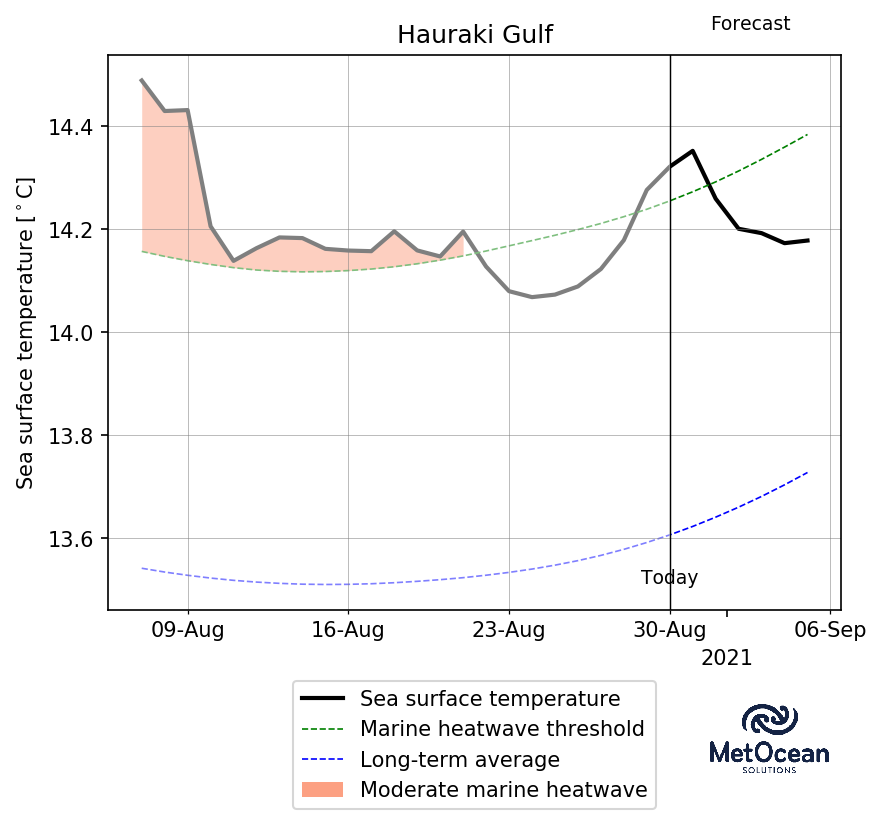 Forecast
Hauraki Gulf
Sea surface temperature [°C]
14.4
14.2
14.0
13.8
13.6
Today
09-Aug 16-Aug 23-Aug 30-Aug 06-Sep
2021
Sea surface temperature
Marine heatwave threshold
Long-term average
Moderate marine heatwave
MetOcean
SOLUTIONS